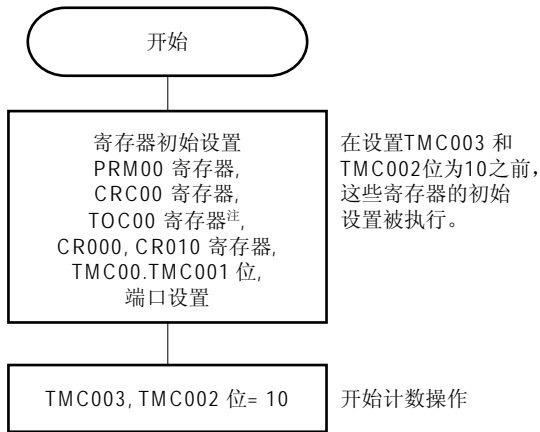 开始
寄存器初始设置
PRM00 寄存器,
CRC00 寄存器,
TOC00 寄存器注,
CR000, CR010 寄存器,
TMC00.TMC001 位,
端口设置
在设置TMC003 和
TMC002位为10之前，
这些寄存器的初始
设置被执行。
TMC003, TMC002 位= 10
开始计数操作